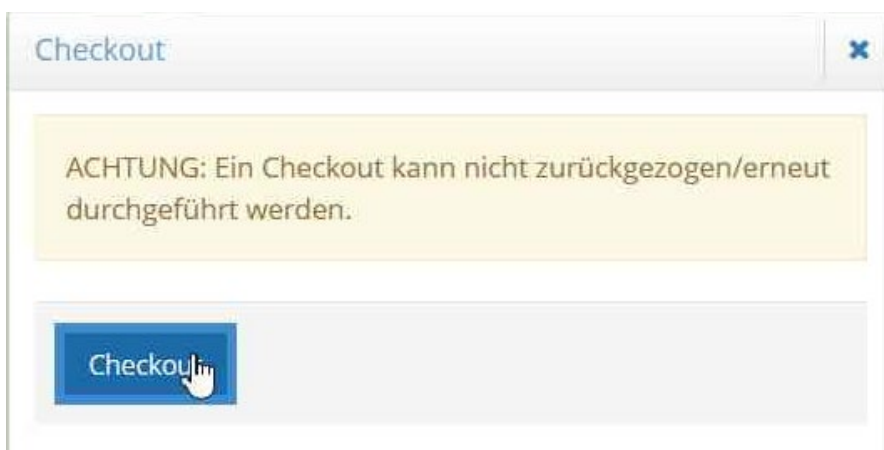 Checkout
ACHTUNG: Ein Checkout kann nicht zurückgezogen/erneut
durchgeführt werden.
Checkout